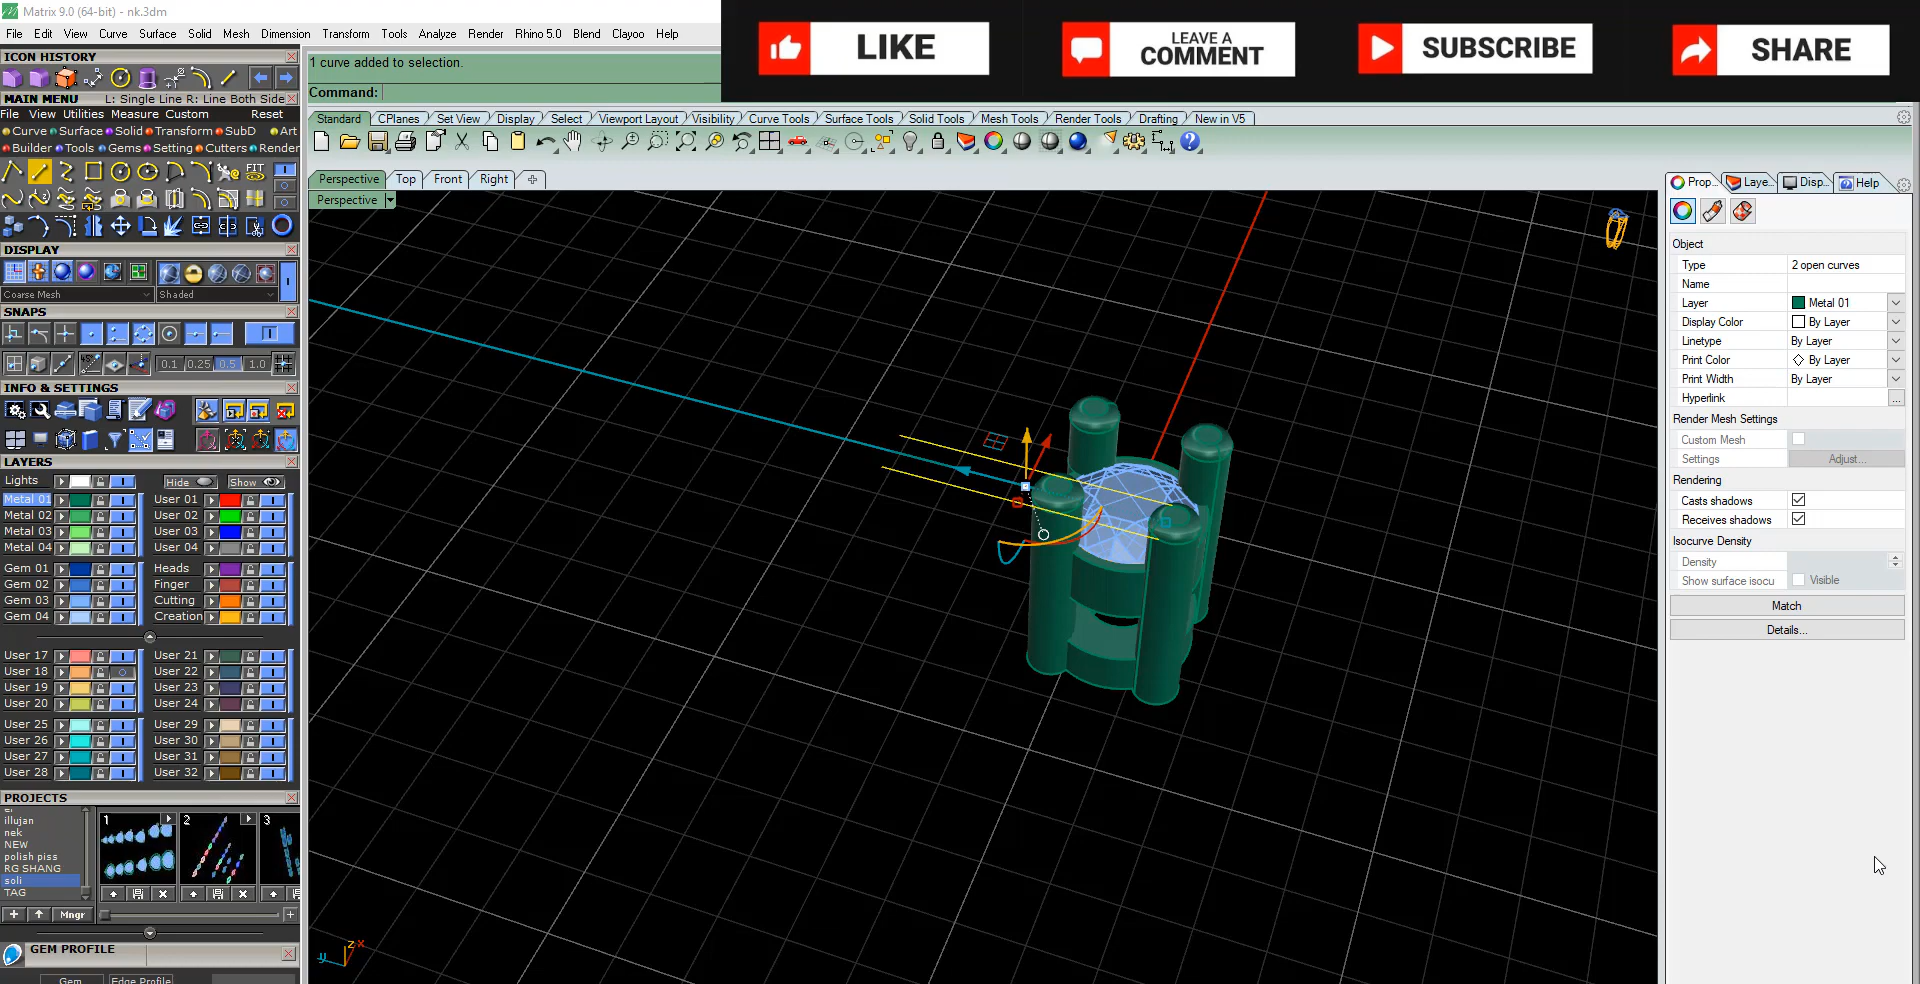 Matrix 9.0 (64-bit) - nk.3dm
File Edit View Curve Surface Solid Mesh Dimension Transform Tools Analyze Render Rhino 5.0 Blend Clayoo Help
LIKE
LEAVE A
COMMENT
SUBSCRIBE
SHARE
ICON HISTORY
1 curve added to selection.
Command:
MAIN MENU L: Single Line R: Line Both Side
File View Utilities Measure Custom Reset
Curve Surface Solid Transform SubD Art
Builder Tools Gems Setting Cutters Render
FIT
Standard CPlanes Set View Display Select Viewport Layout Visibility Curve Tools Surface Tools Solid Tools Mesh Tools Render Tools Drafting New in V5
Perspective Top Front Right
Perspective
DISPLAY
Coarse Mesh Shaded
SNAPS
0.1 0.25 0.5 1.0
INFO & SETTINGS
LAYERS
Lights Hide Show
Metal 01 User 01
Metal 02 User 02
Metal 03 User 03
Metal 04 User 04
Gem 01 Heads
Gem 02 Finger
Gem 03 Cutting
Gem 04 Creation
User 17 User 21
User 18 User 22
User 19 User 23
User 20 User 24
User 25 User 29
User 26 User 30
User 27 User 31
User 28 User 32
PROJECTS
illujan
nek
NEW
polish piss
RG SHANG
soli
TAG
1 2 3
Mngr
GEM PROFILE
Gem Edge Profile
z x
y
Prop... Laye... Disp... Help
Object
Type 2 open curves
Name
Layer Metal 01
Display Color By Layer
Linetype By Layer
Print Color By Layer
Print Width By Layer
Hyperlink ...
Render Mesh Settings
Custom Mesh
Settings Adjust...
Rendering
Casts shadows
Receives shadows
Isocurve Density
Density
Show surface isocu Visible
Match
Details...